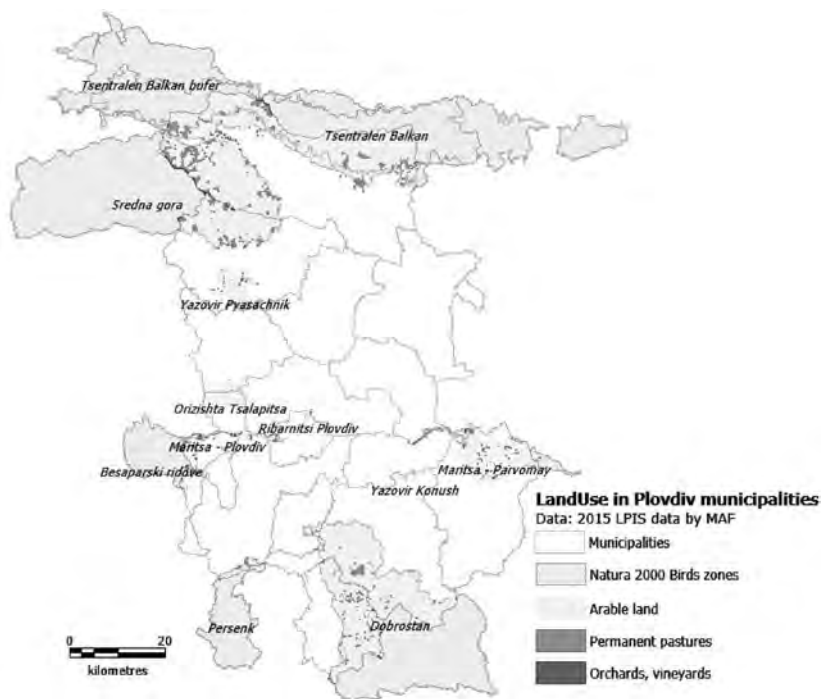 Tsentralen Balkan bufer
Tsentralen Balkan
Sredna gora
Yazovir Pyasachnik
Orizishta Tsalapitsa
Ribarnitsi Plovdiv
Maritsa - Plovdiv
Besaparski ridove
Maritsa - Parvomay
Yazovir Konush
LandUse in Plovdiv municipalities
Data: 2015 LPIS data by MAF
Municipalities
Natura 2000 Birds zones
Arable land
Permanent pastures
Orchards, vineyards
Persenk
Dobrostan
0 20
kilometres